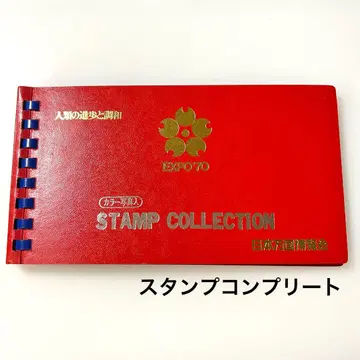 人類の進歩と調和
EXPO'70
カラー写真入
STAMP COLLECTION
日本万国博覧会
スタンプコンプリート